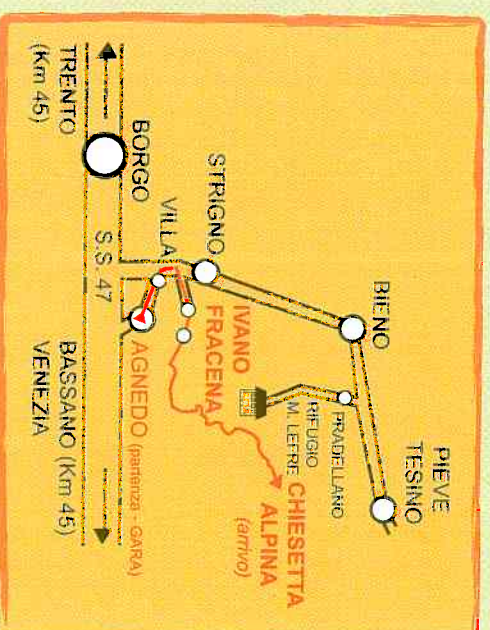 PIEVE
TESINO
BIENO
PRADELLANO
RIFUGIO
M. LEFRE
CHIESETTA
ALPINA
(arrivo)
STRIGNO
IVANO
FRACENA
VILLA
BORGO
AGNEDO (partenza - GARA)
S.S. 47
TRENTO
(Km 45)
BASSANO (Km 45)
VENEZIA